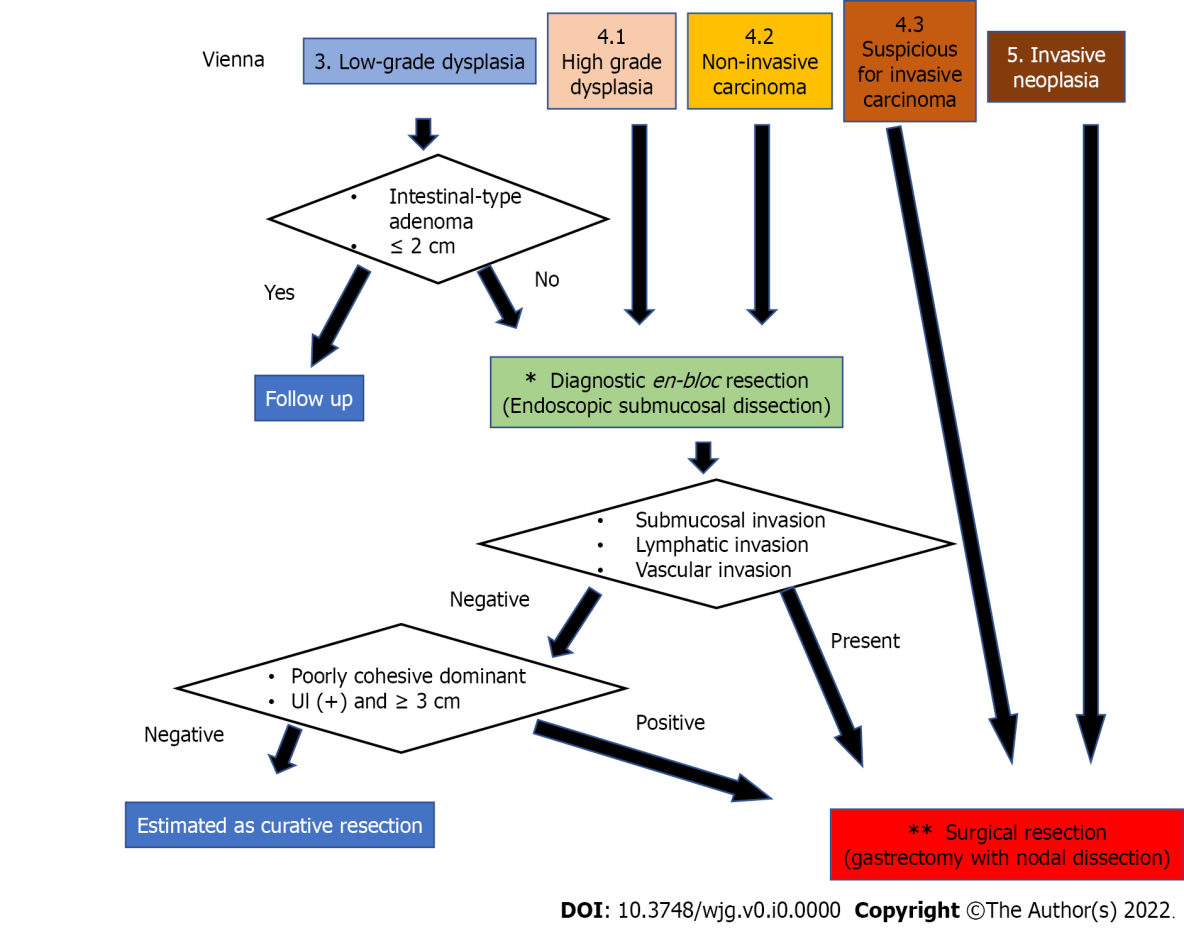 Vienna
3. Low-grade dysplasia
4.1
High grade
dysplasia
4.2
Non-invasive
carcinoma
4.3
Suspicious
for invasive
carcinoma
5. Invasive
neoplasia
• Intestinal-type
adenoma
• ≤ 2 cm
Yes
No
Follow up
* Diagnostic en-bloc resection
(Endoscopic submucosal dissection)
• Submucosal invasion
• Lymphatic invasion
• Vascular invasion
Negative
Present
• Poorly cohesive dominant
• Ul (+) and ≥ 3 cm
Negative
Positive
Estimated as curative resection
** Surgical resection
(gastrectomy with nodal dissection)
DOI: 10.3748/wjg.v0.i0.0000 Copyright ©The Author(s) 2022.